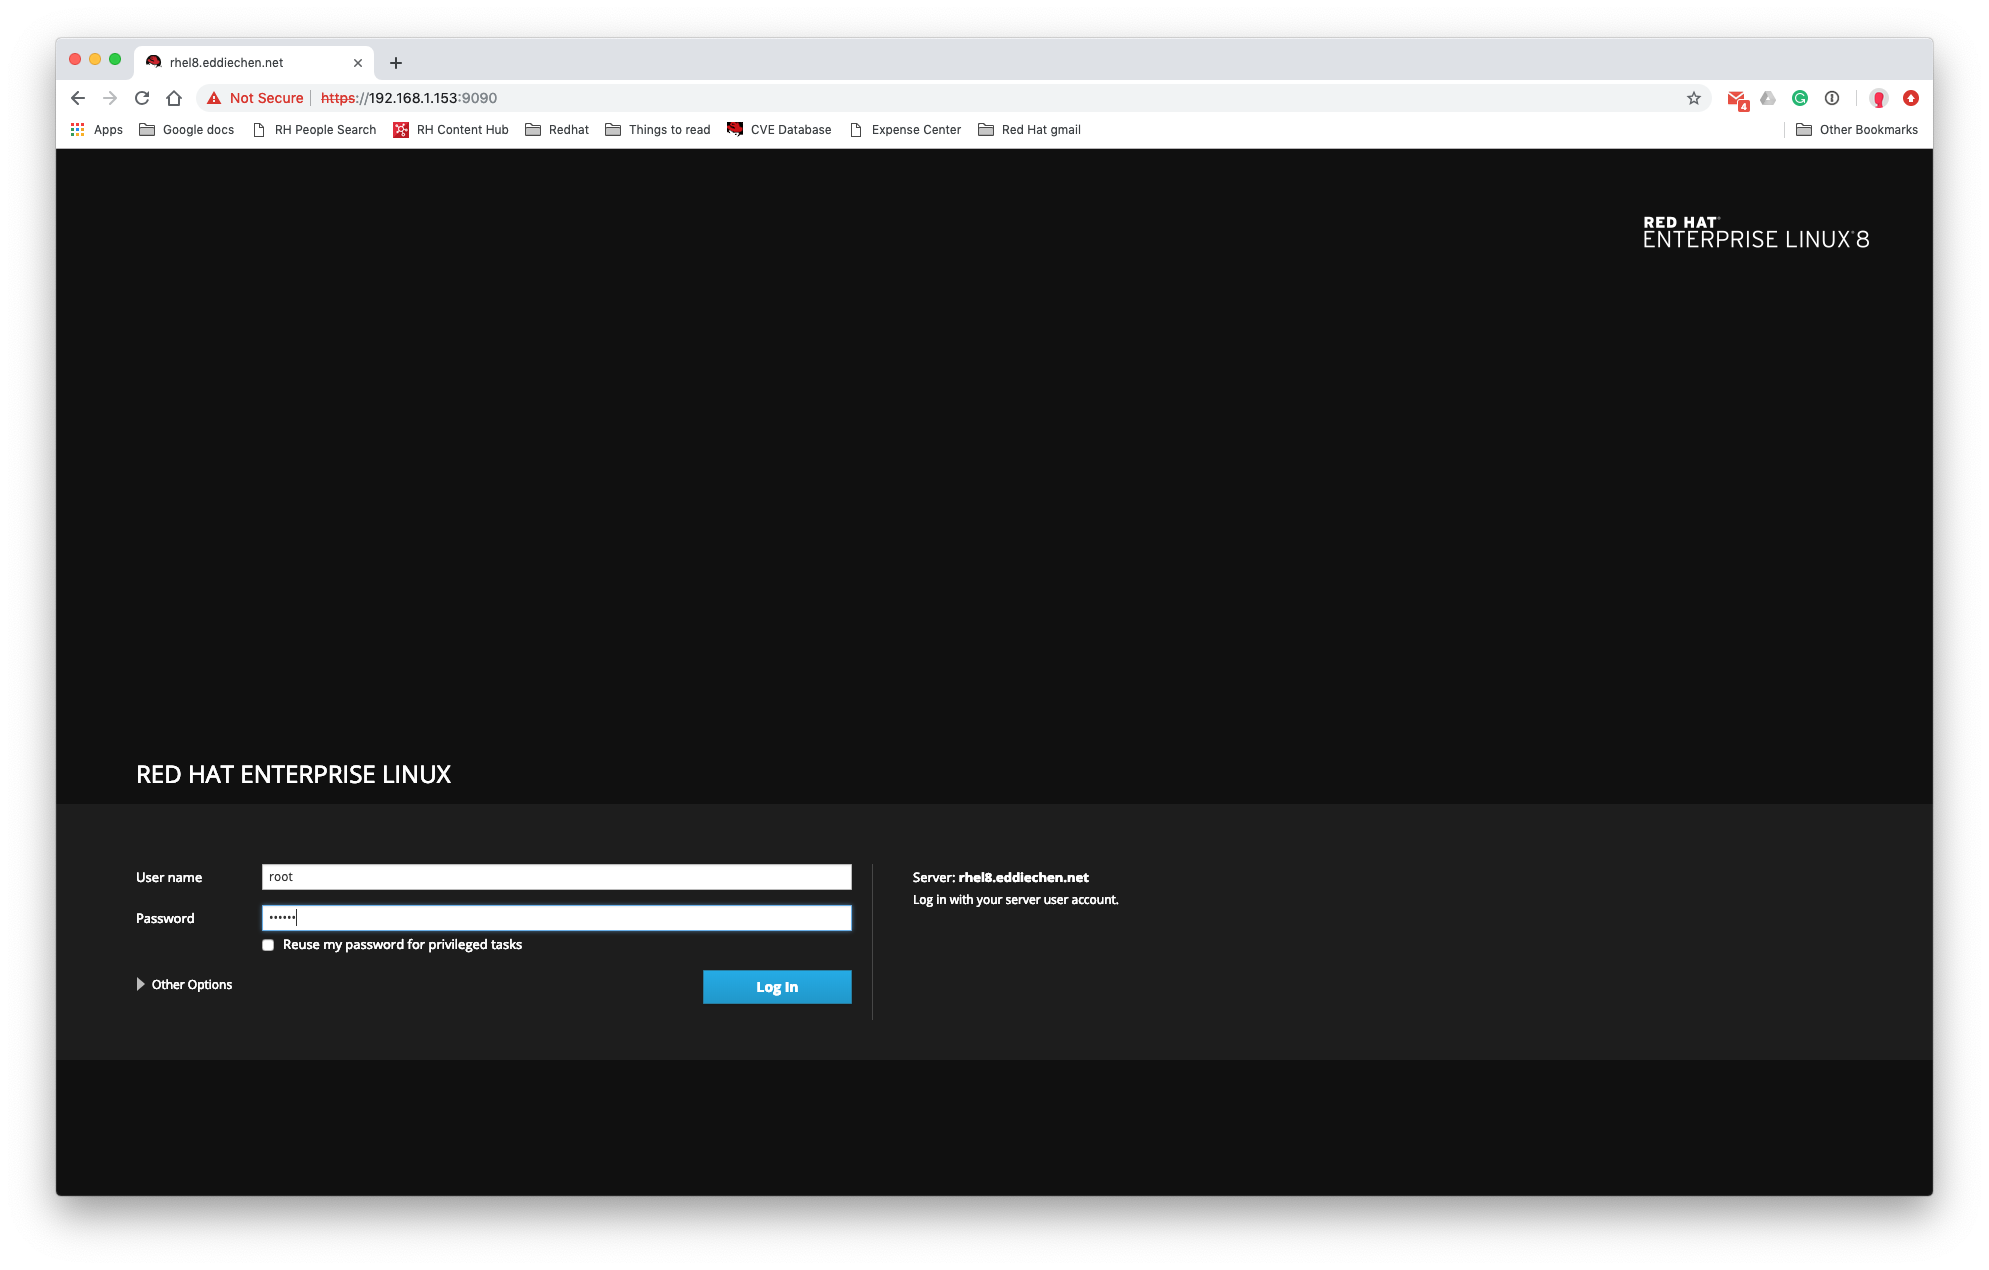 rhel8.eddiechen.net
Not Secure https://192.168.1.153:9090
4
Apps Google docs RH People Search RH Content Hub Redhat Things to read CVE Database Expense Center Red Hat gmail Other Bookmarks
RED HAT®
ENTERPRISE LINUX® 8
RED HAT ENTERPRISE LINUX
User name root
Password ••••••
Reuse my password for privileged tasks
Other Options
Log In
Server: rhel8.eddiechen.net
Log in with your server user account.